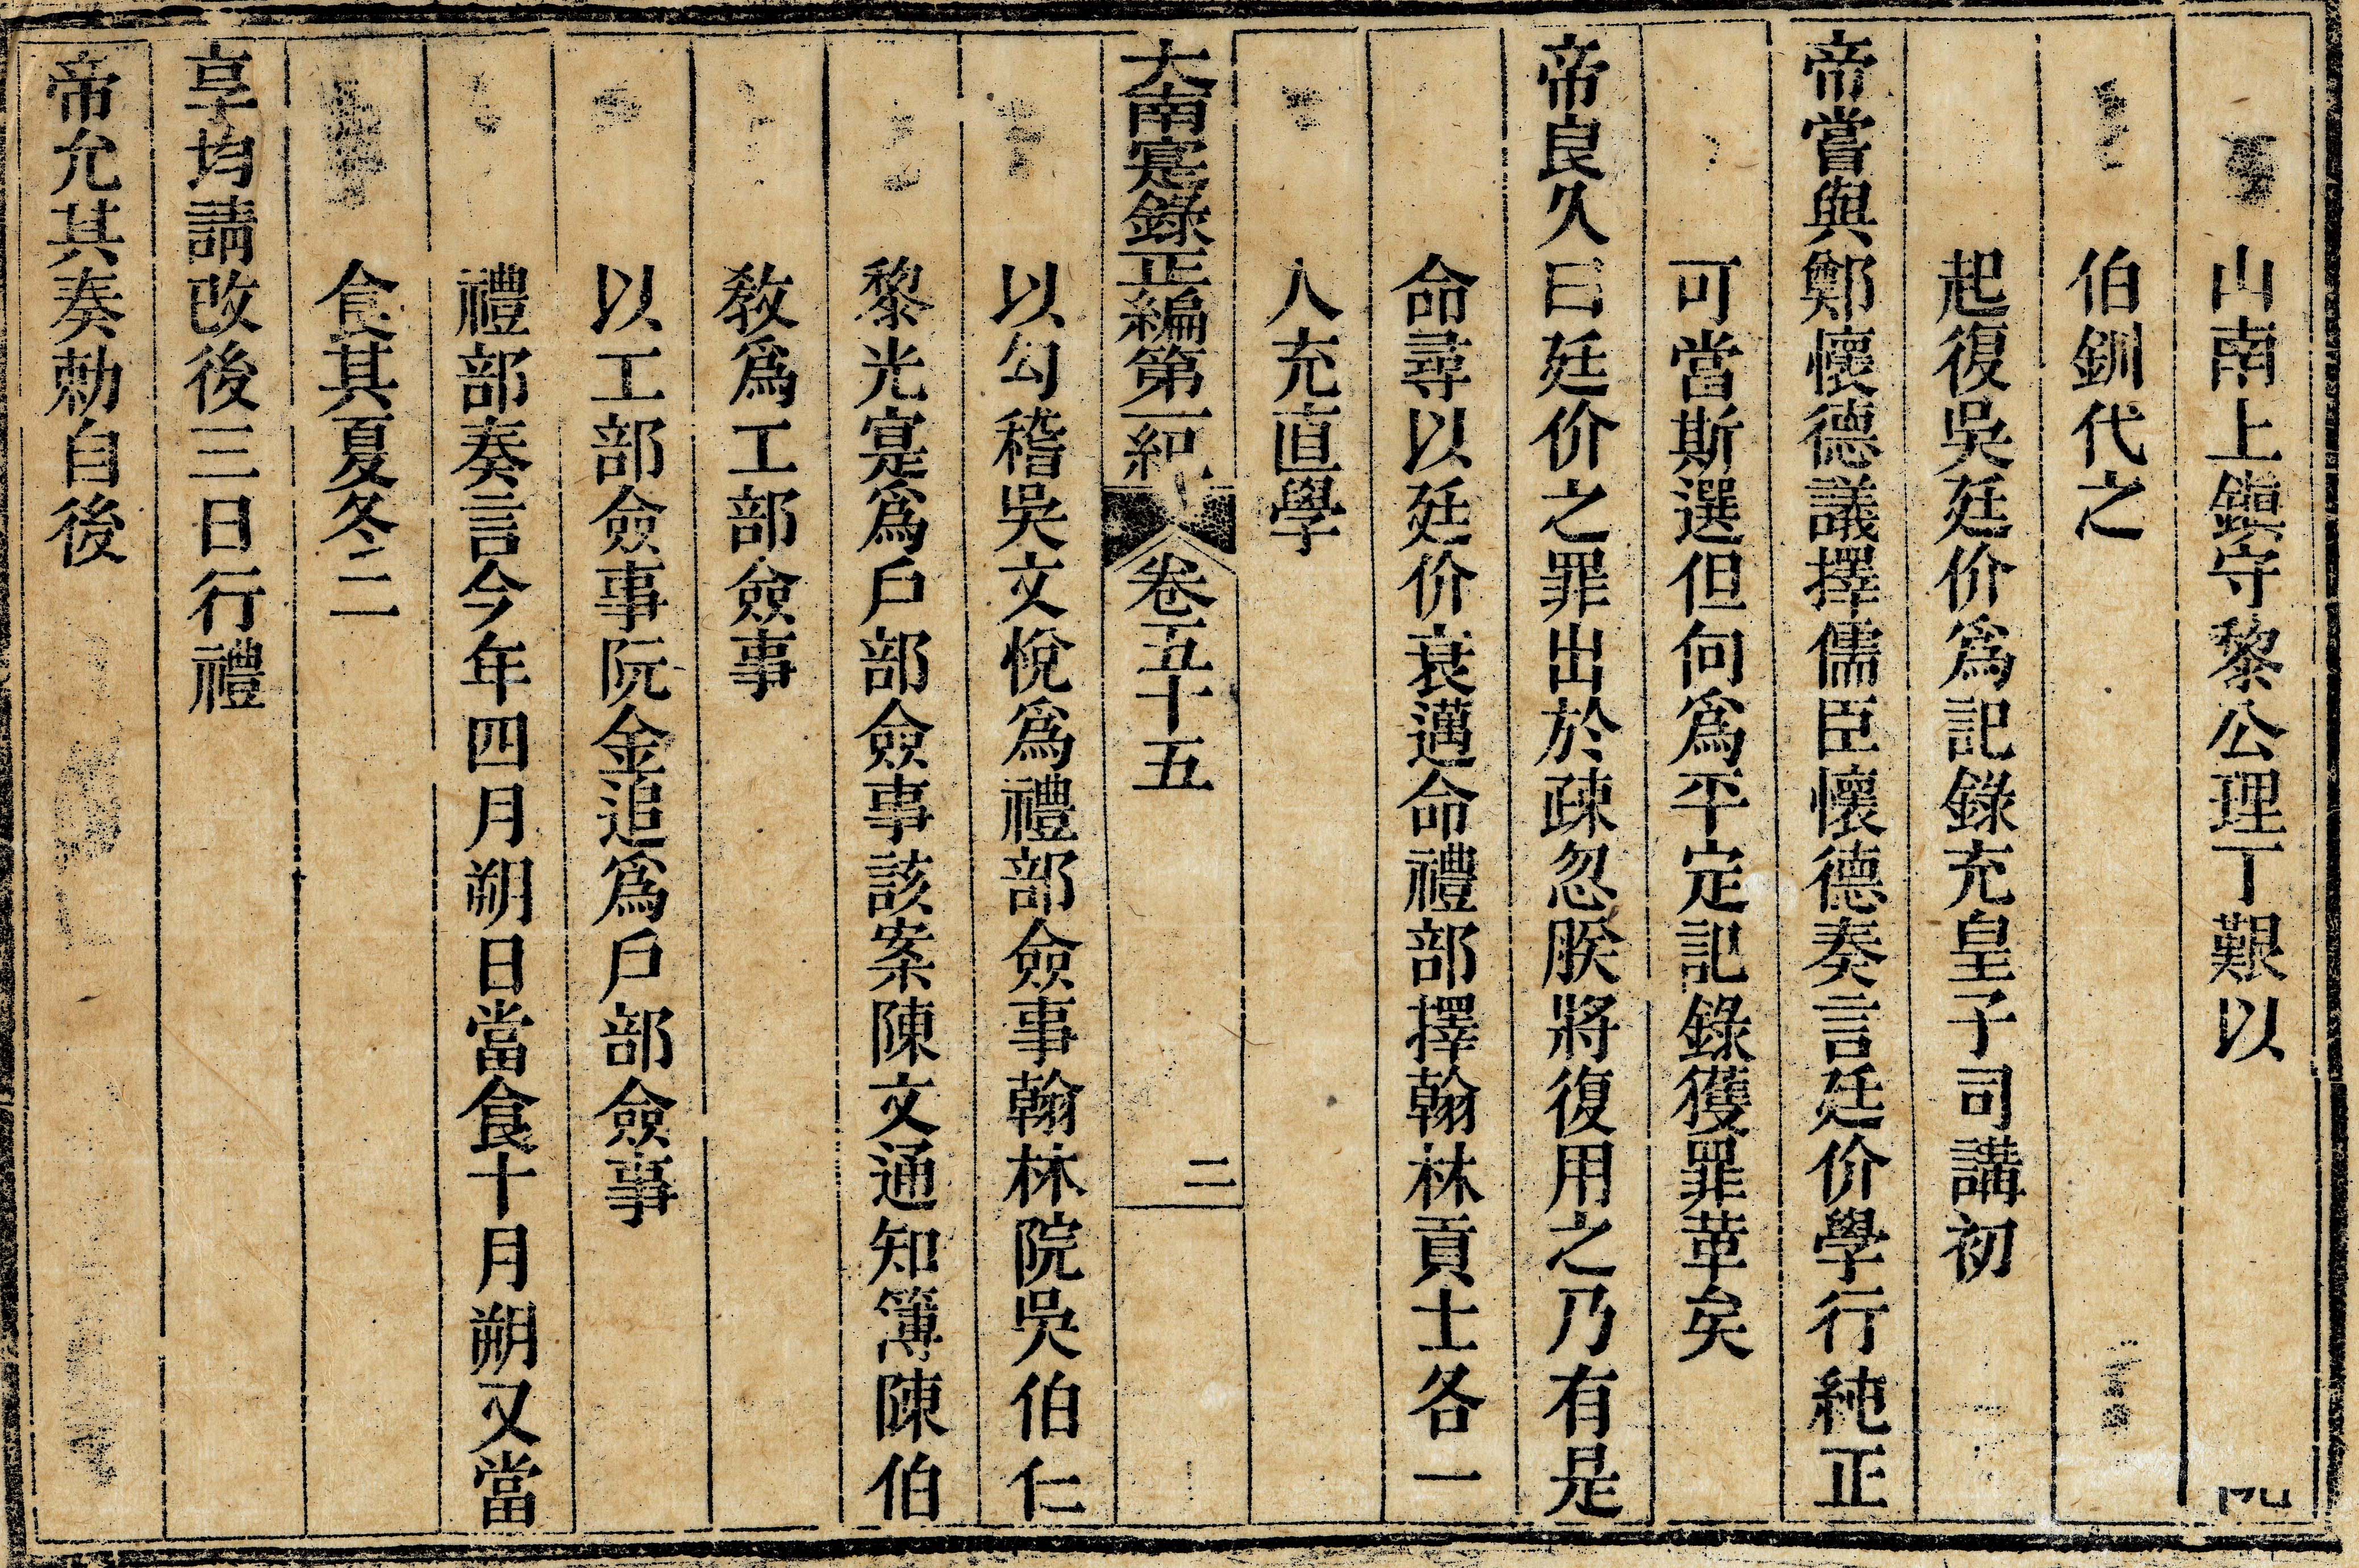 山南上鎭守黎公理丁艱以
伯釧代之
起復吳廷价爲記錄充皇子司講初
帝嘗與鄭懷德議擇儒臣懷德奏言廷价學行純正
可當斯選但向爲平定記錄獲罪革矣
帝良久曰廷价之罪出於疎忽朕將復用之乃有是
命尋以廷价衰邁命禮部擇翰林貢士各一
人充直學
大南寔錄正編第一紀 卷五十五 二
以勾稽吳文悅爲禮部僉事翰林院吳伯仁
黎光寔爲戶部僉事該案陳文通知簿陳伯
敎爲工部僉事
以工部僉事阮金追爲戶部僉事
禮部奏言今年四月朔日當食十月朔又當
食其夏冬二
享均請改後三日行禮
帝允其奏勅自後